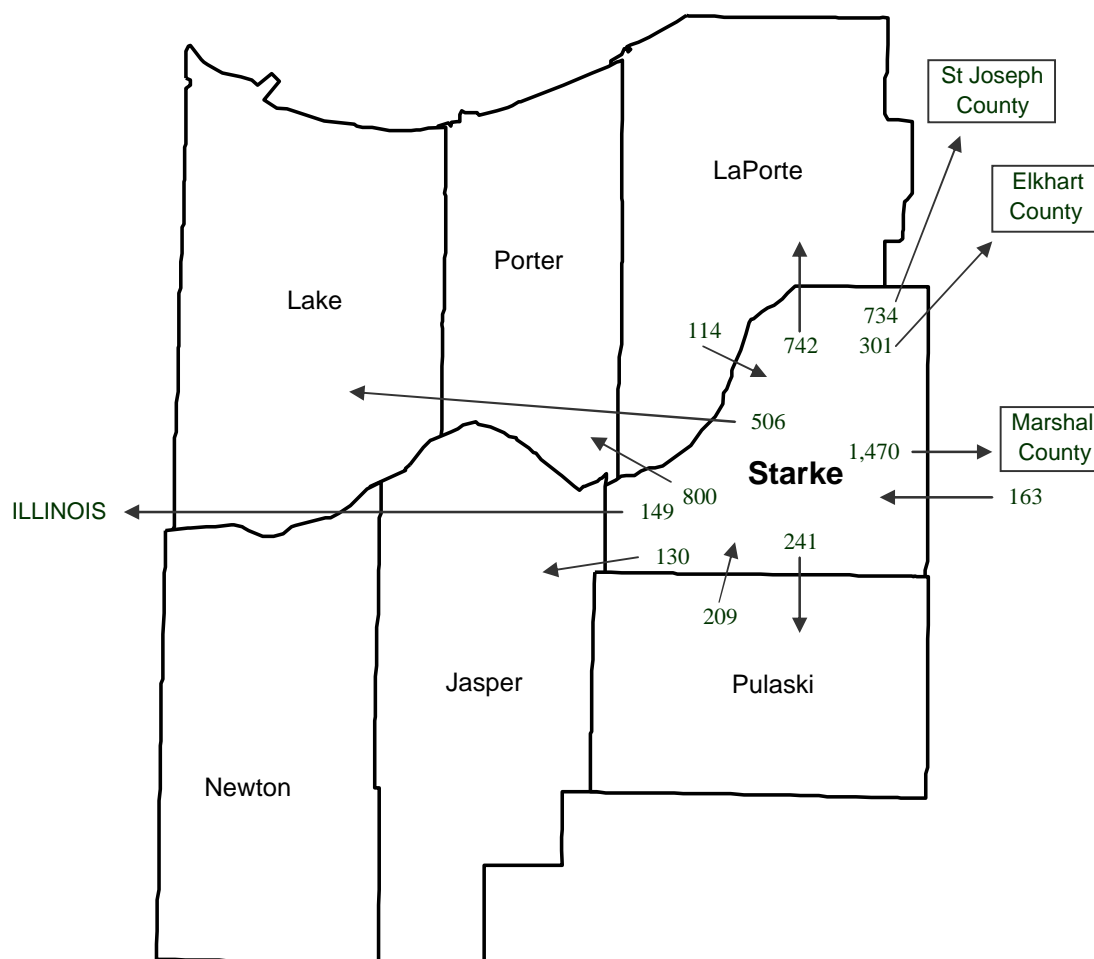 St Joseph
County
LaPorte
Elkhart
County
Porter
Lake
734
114
742
301
506
Marshal
County
1,470
Starke
800
163
ILLINOIS
149
241
130
209
Jasper
Pulaski
Newton